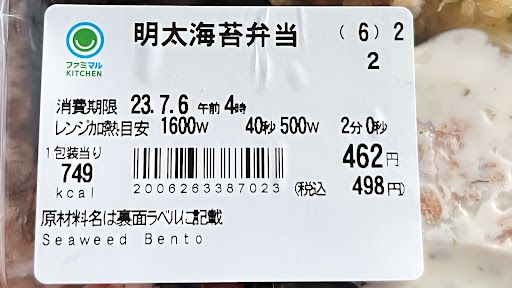 明太海苔弁当 (6) 2
2
ファミマル
KITCHEN
消費期限 23.7.6 午前 4時
レンジ加熱目安 1600W 40秒 500W 2分0秒
1包装当り
749
kcal
462円
2006263387023 (税込 498円)
原材料名は裏面ラベルに記載
Seaweed Bento